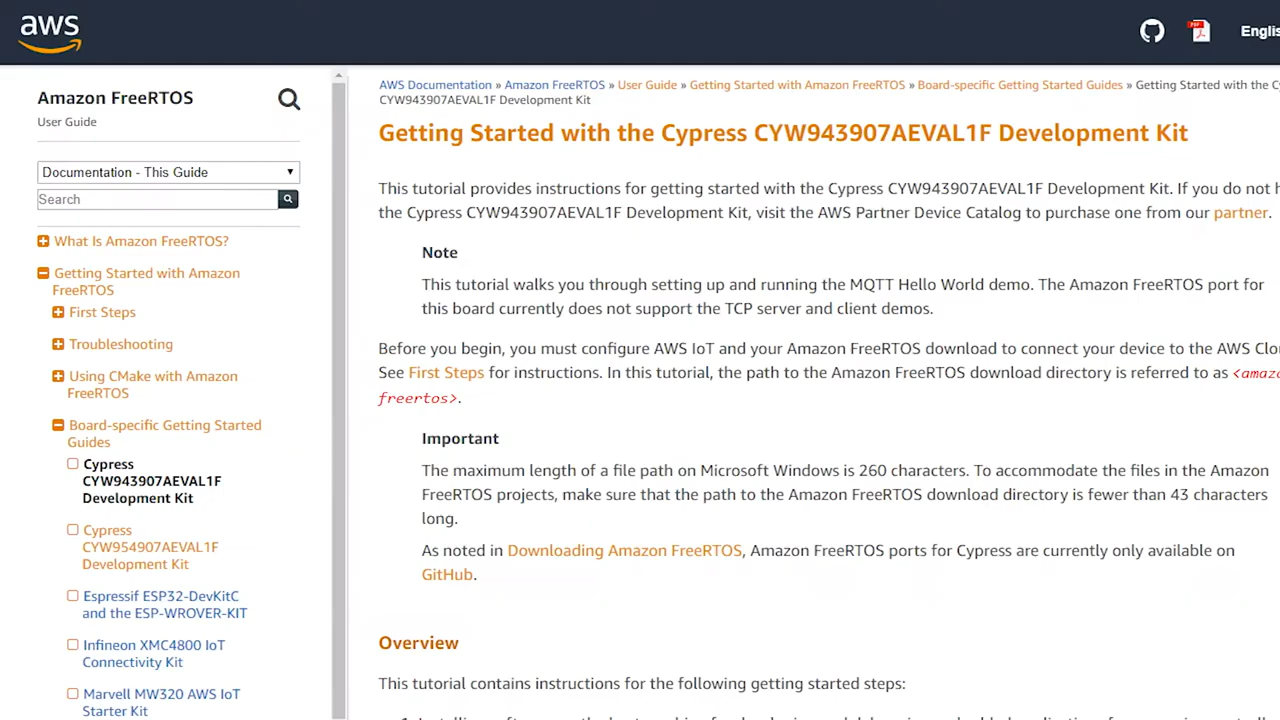 aws
Englis
Amazon FreeRTOS
User Guide
Documentation - This Guide
Search
What Is Amazon FreeRTOS?
Getting Started with Amazon
FreeRTOS
First Steps
Troubleshooting
Using CMake with Amazon
FreeRTOS
Board-specific Getting Started
Guides
Cypress
CYW943907AEVAL1F
Development Kit
Cypress
CYW954907AEVAL1F
Development Kit
Espressif ESP32-DevKitC
and the ESP-WROVER-KIT
Infineon XMC4800 IoT
Connectivity Kit
Marvell MW320 AWS IoT
Starter Kit
AWS Documentation » Amazon FreeRTOS » User Guide » Getting Started with Amazon FreeRTOS » Board-specific Getting Started Guides » Getting Started with the Cy
CYW943907AEVAL1F Development Kit
Getting Started with the Cypress CYW943907AEVAL1F Development Kit
This tutorial provides instructions for getting started with the Cypress CYW943907AEVAL1F Development Kit. If you do not h
the Cypress CYW943907AEVAL1F Development Kit, visit the AWS Partner Device Catalog to purchase one from our partner.
Note
This tutorial walks you through setting up and running the MQTT Hello World demo. The Amazon FreeRTOS port for
this board currently does not support the TCP server and client demos.
Before you begin, you must configure AWS IoT and your Amazon FreeRTOS download to connect your device to the AWS Clou
See First Steps for instructions. In this tutorial, the path to the Amazon FreeRTOS download directory is referred to as <amazo
freertos>.
Important
The maximum length of a file path on Microsoft Windows is 260 characters. To accommodate the files in the Amazon
FreeRTOS projects, make sure that the path to the Amazon FreeRTOS download directory is fewer than 43 characters
long.
As noted in Downloading Amazon FreeRTOS, Amazon FreeRTOS ports for Cypress are currently only available on
GitHub.
Overview
This tutorial contains instructions for the following getting started steps: